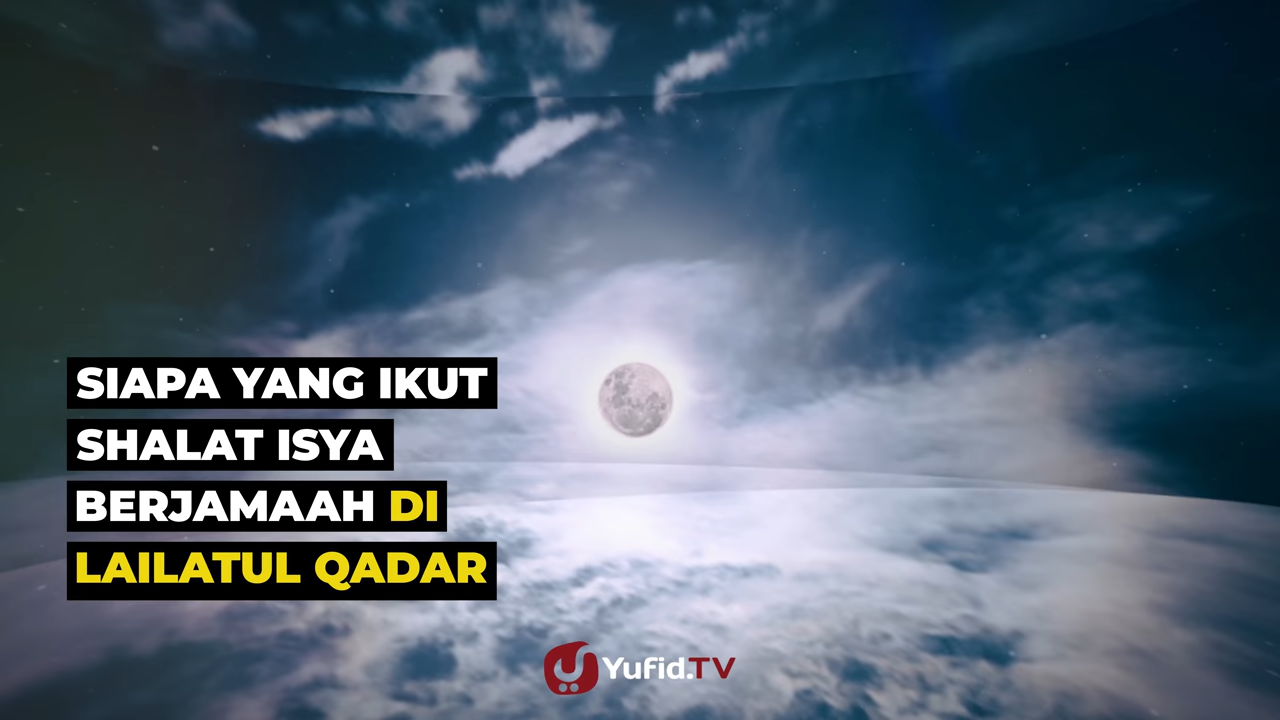 SIAPA YANG IKUT
SHALAT ISYA
BERJAMAAH DI
LAILATUL QADAR
Yufid.TV